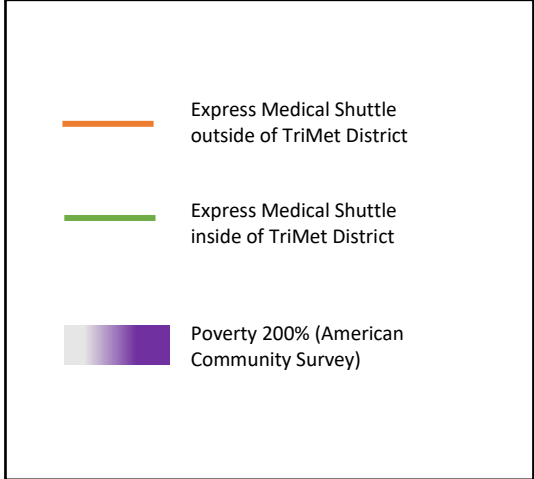 Express Medical Shuttle
outside of TriMet District
Express Medical Shuttle
inside of TriMet District
Poverty 200% (American
Community Survey)